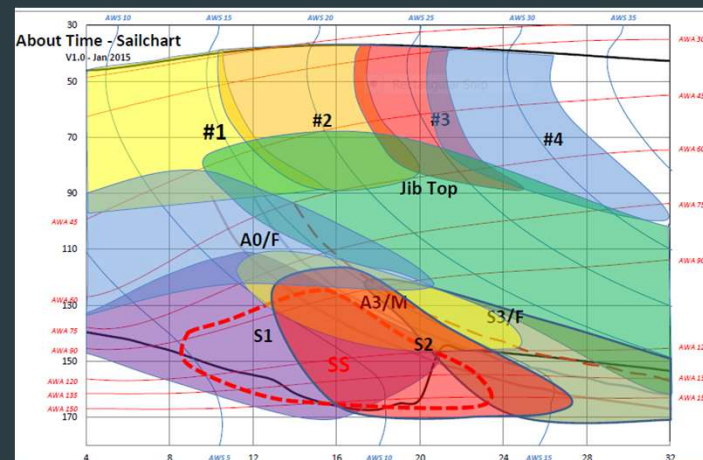 AWS 10 AWS 15 AWS 20 AWS 25 AWS 30 AWS 35
30
About Time - Sailchart
V1.0 - Jan 2015
AWA 30
50
AWA 45
#1
#2
#3
#4
70
AWA 60
90
Jib Top
AWA 75
AWA 45
110
A0/F
AWA 90
AWA 60
130
A3/M
S3/F
AWA 75
S1
S2
AWA 90
150
SS
AWA 120
AWA 135
AWA 150
170
4 AWS 5 12 16 AWS 10 20 24 AWS 15 28 32